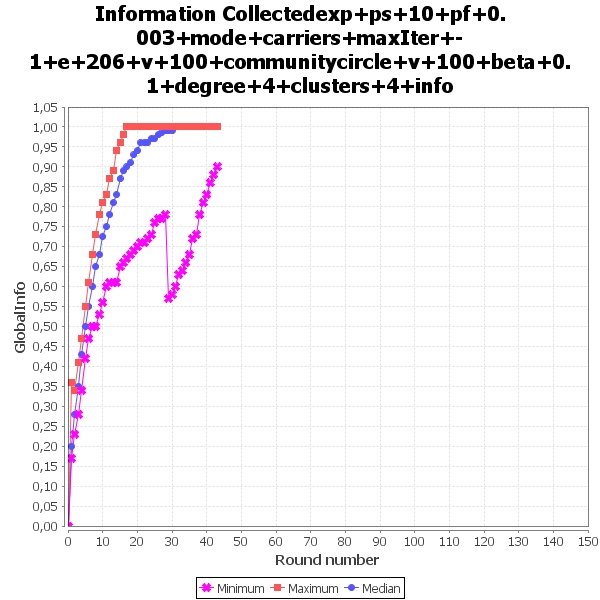 Information Collectedexp+ps+10+pf+0.
003+mode+carriers+maxIter+-
1+e+206+v+100+communitycircle+v+100+beta+0.
1+degree+4+clusters+4+info
1,05
1,00
0,95
0,90
0,85
0,80
0,75
0,70
0,65
0,60
0,55
0,50
0,45
0,40
0,35
0,30
0,25
0,20
0,15
0,10
0,05
0,00
GlobalInfo
0 10 20 30 40 50 60 70 80 90 100 110 120 130 140 150
Round number
Minimum Maximum Median